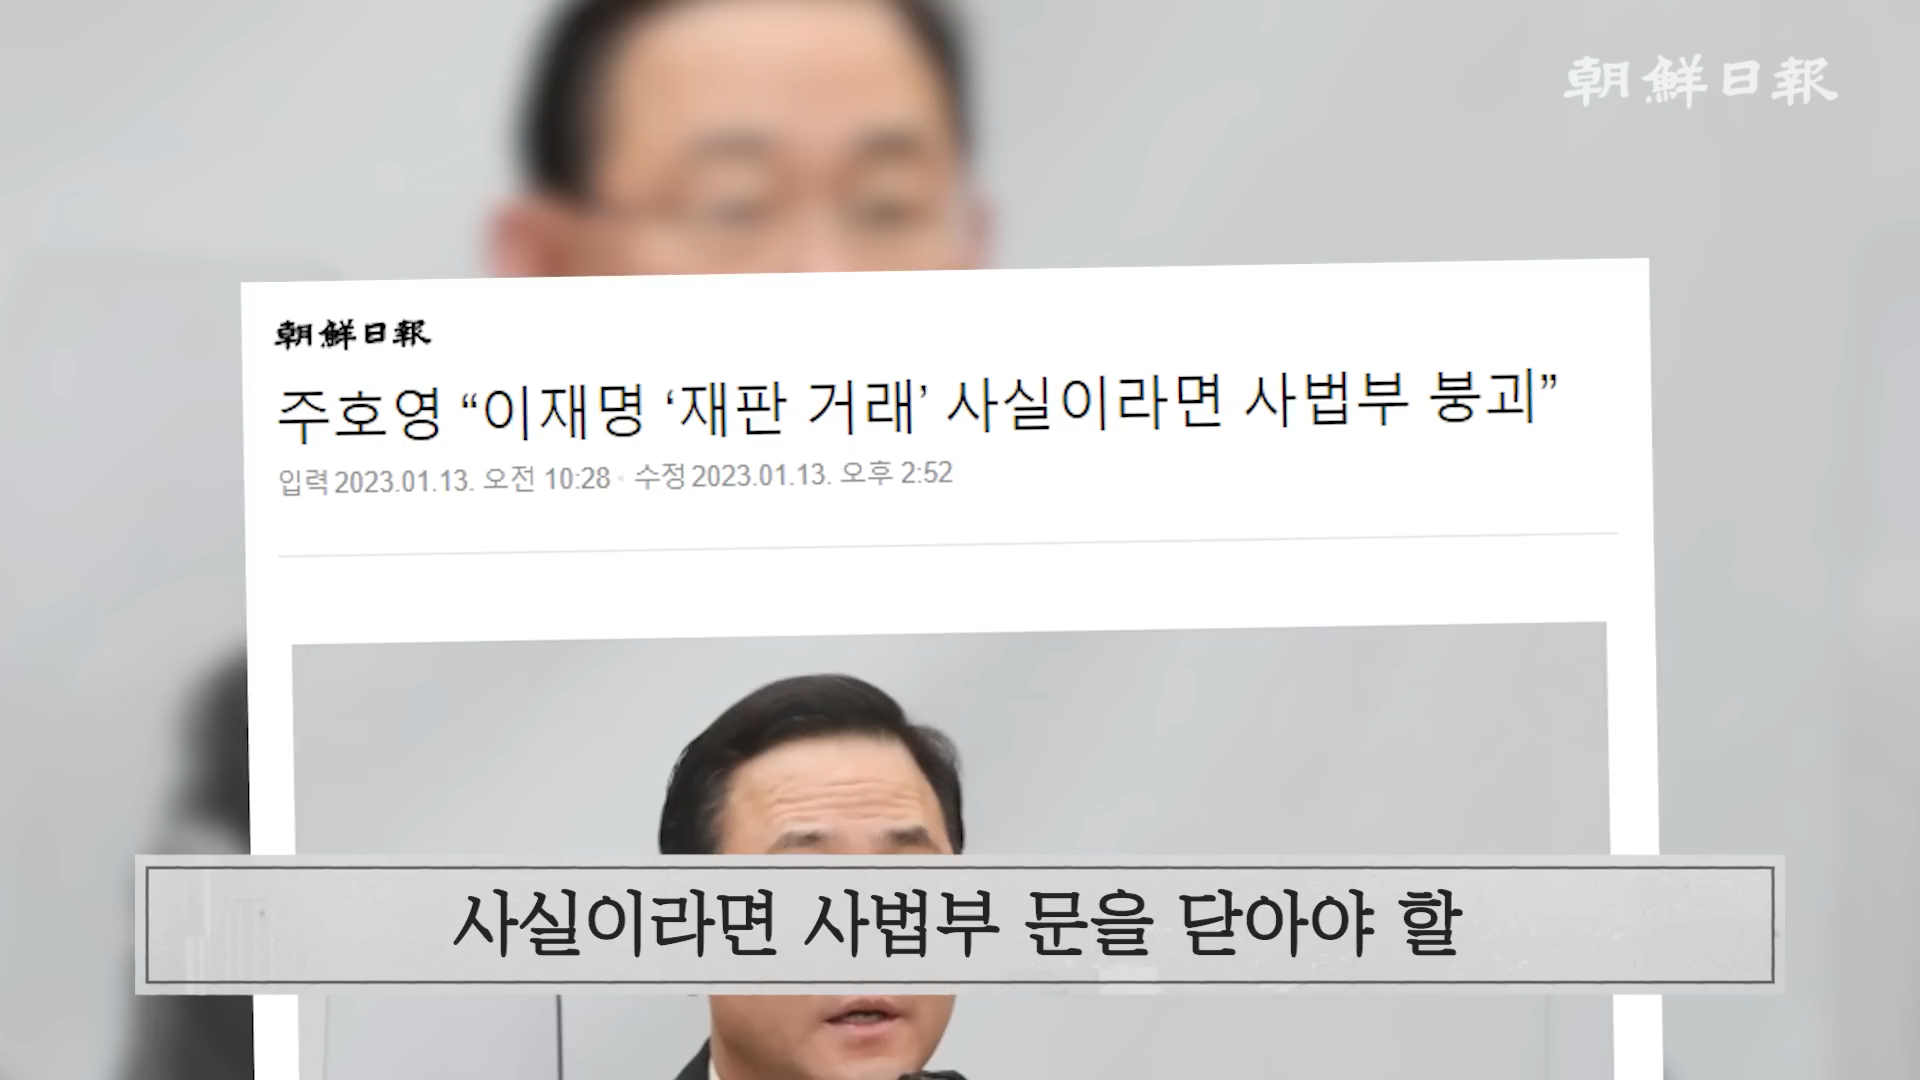 朝鮮日報
朝鮮日報
주호영 “이재명 ‘재판 거래’ 사실이라면 사법부 붕괴”
입력 2023.01.13. 오전 10:28 · 수정 2023.01.13. 오후 2:52
사실이라면 사법부 문을 닫아야 할